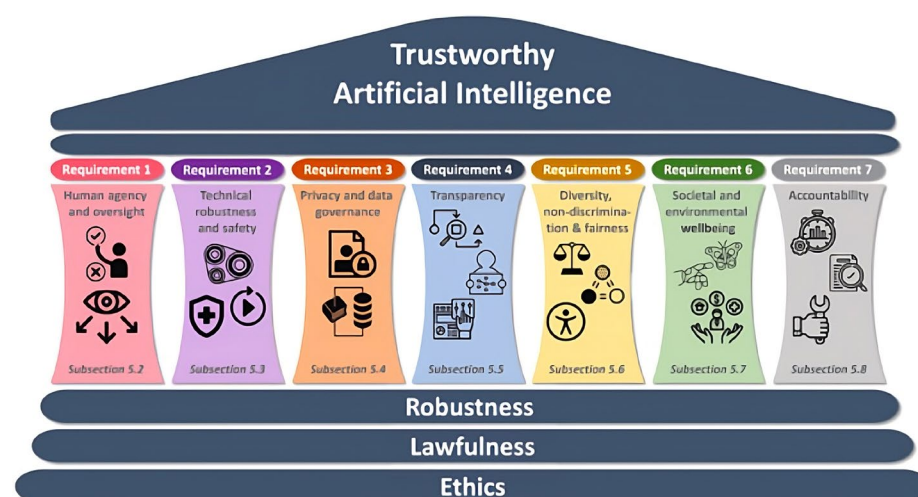 Trustworthy
Artificial Intelligence
Requirement 1
Requirement 2
Requirement 3
Requirement 4
Requirement 5
Requirement 6
Requirement 7
Human agency
and oversight
Technical
robustness
and safety
Privacy and data
governance
Transparency
Diversity,
non-discrimina-
tion & fairness
Societal and
environmental
wellbeing
Accountability
Subsection 5.2
Subsection 5.3
Subsection 5.4
Subsection 5.5
Subsection 5.6
Subsection 5.7
Subsection 5.8
Robustness
Lawfulness
Ethics